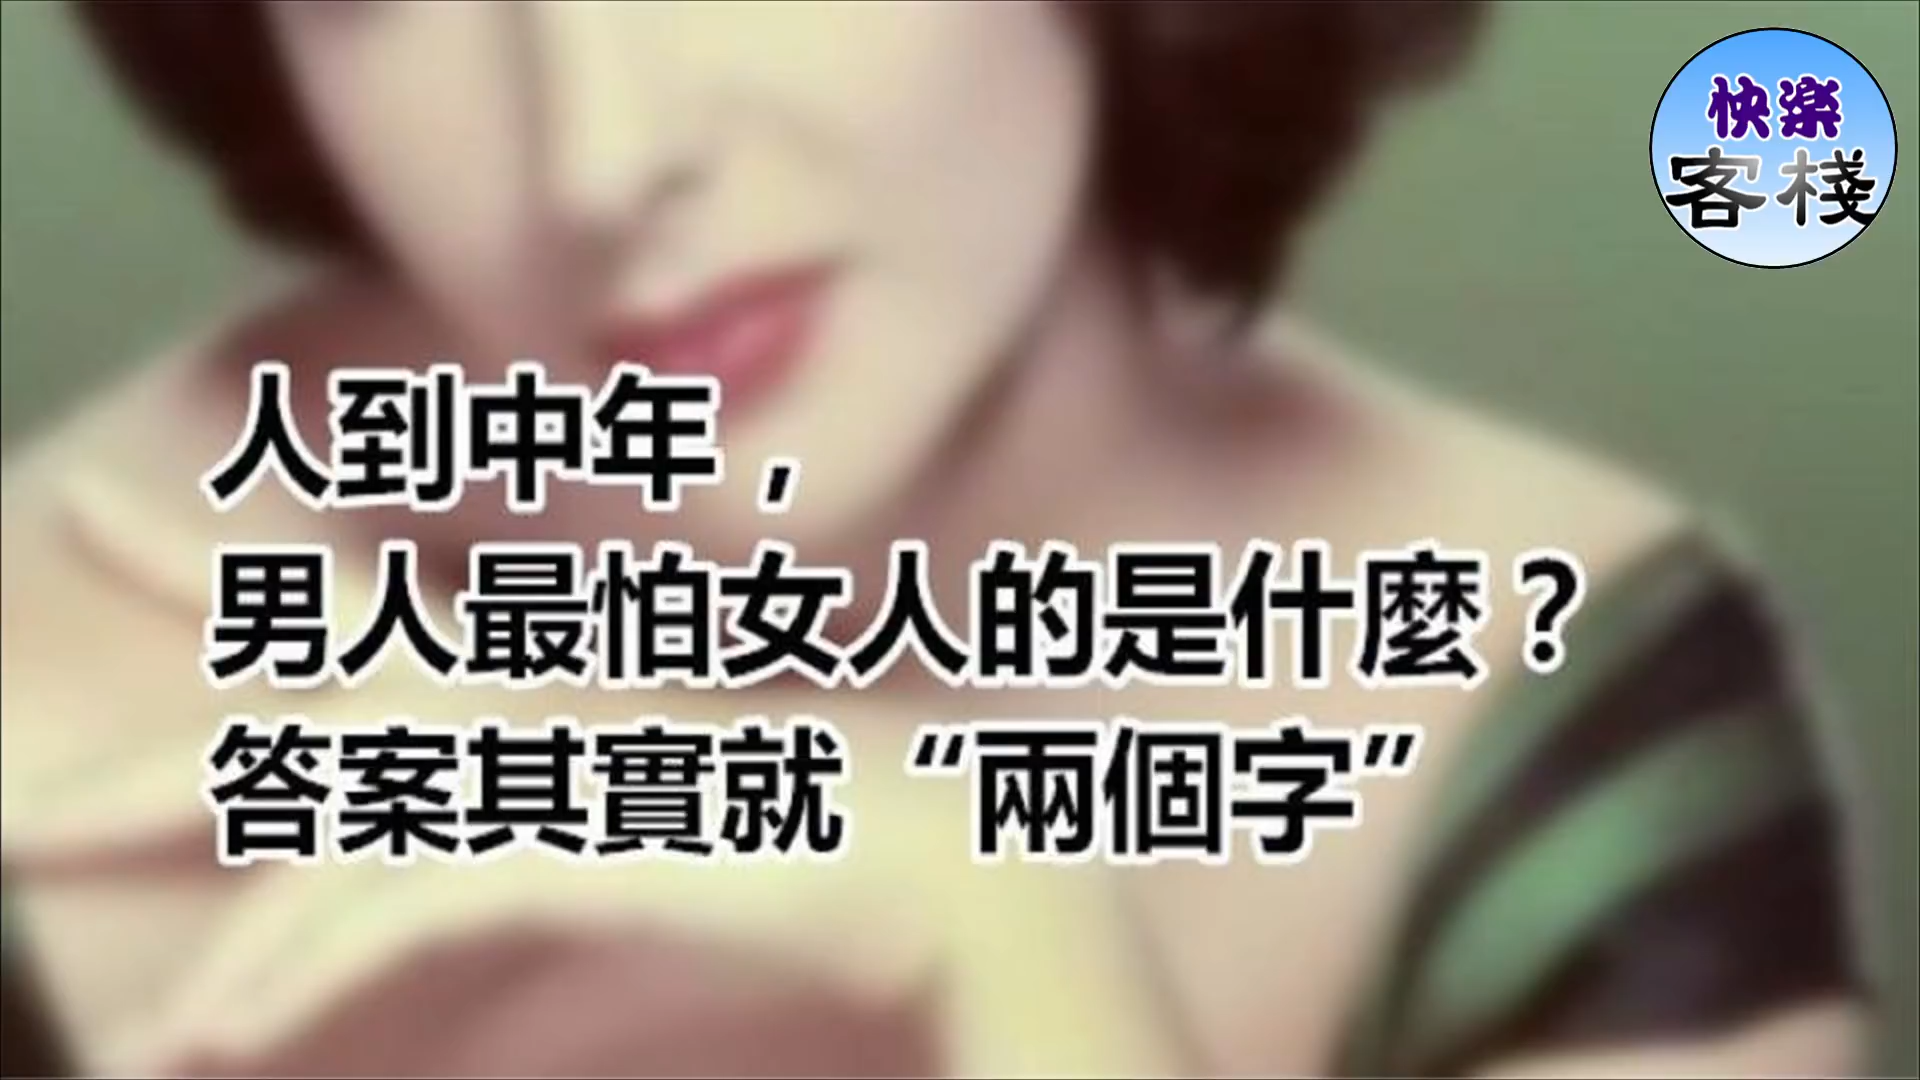 快楽
客棧
人到中年，
男人最怕女人的是什麼？
答案其實就“兩個字”